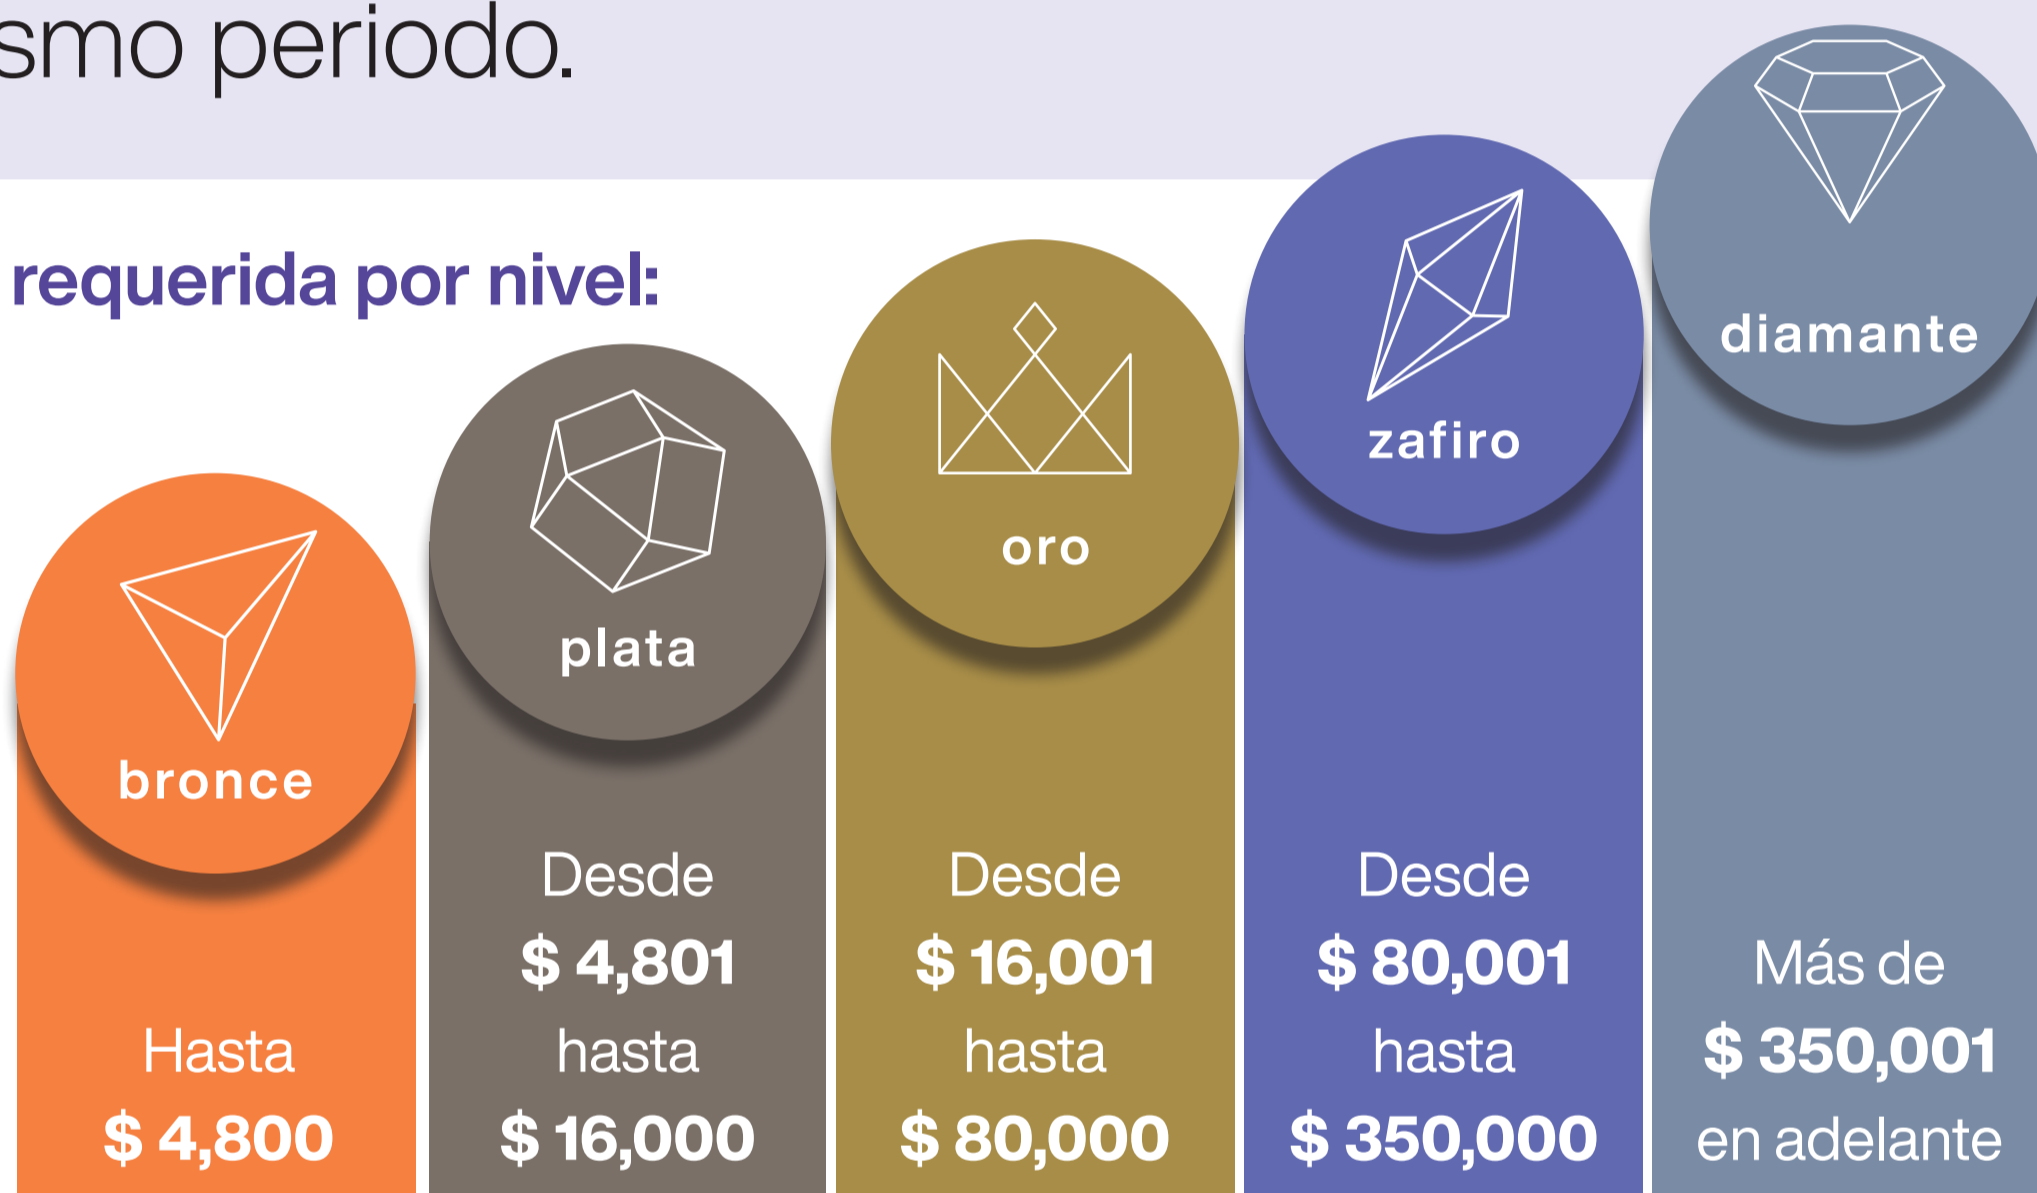 smo periodo.
requerida por nivel:
bronce
Hasta
$ 4,800
plata
Desde
$ 4,801
hasta
$ 16,000
oro
Desde
$ 16,001
hasta
$ 80,000
zafiro
Desde
$ 80,001
hasta
$ 350,000
diamante
Más de
$ 350,001
en adelante